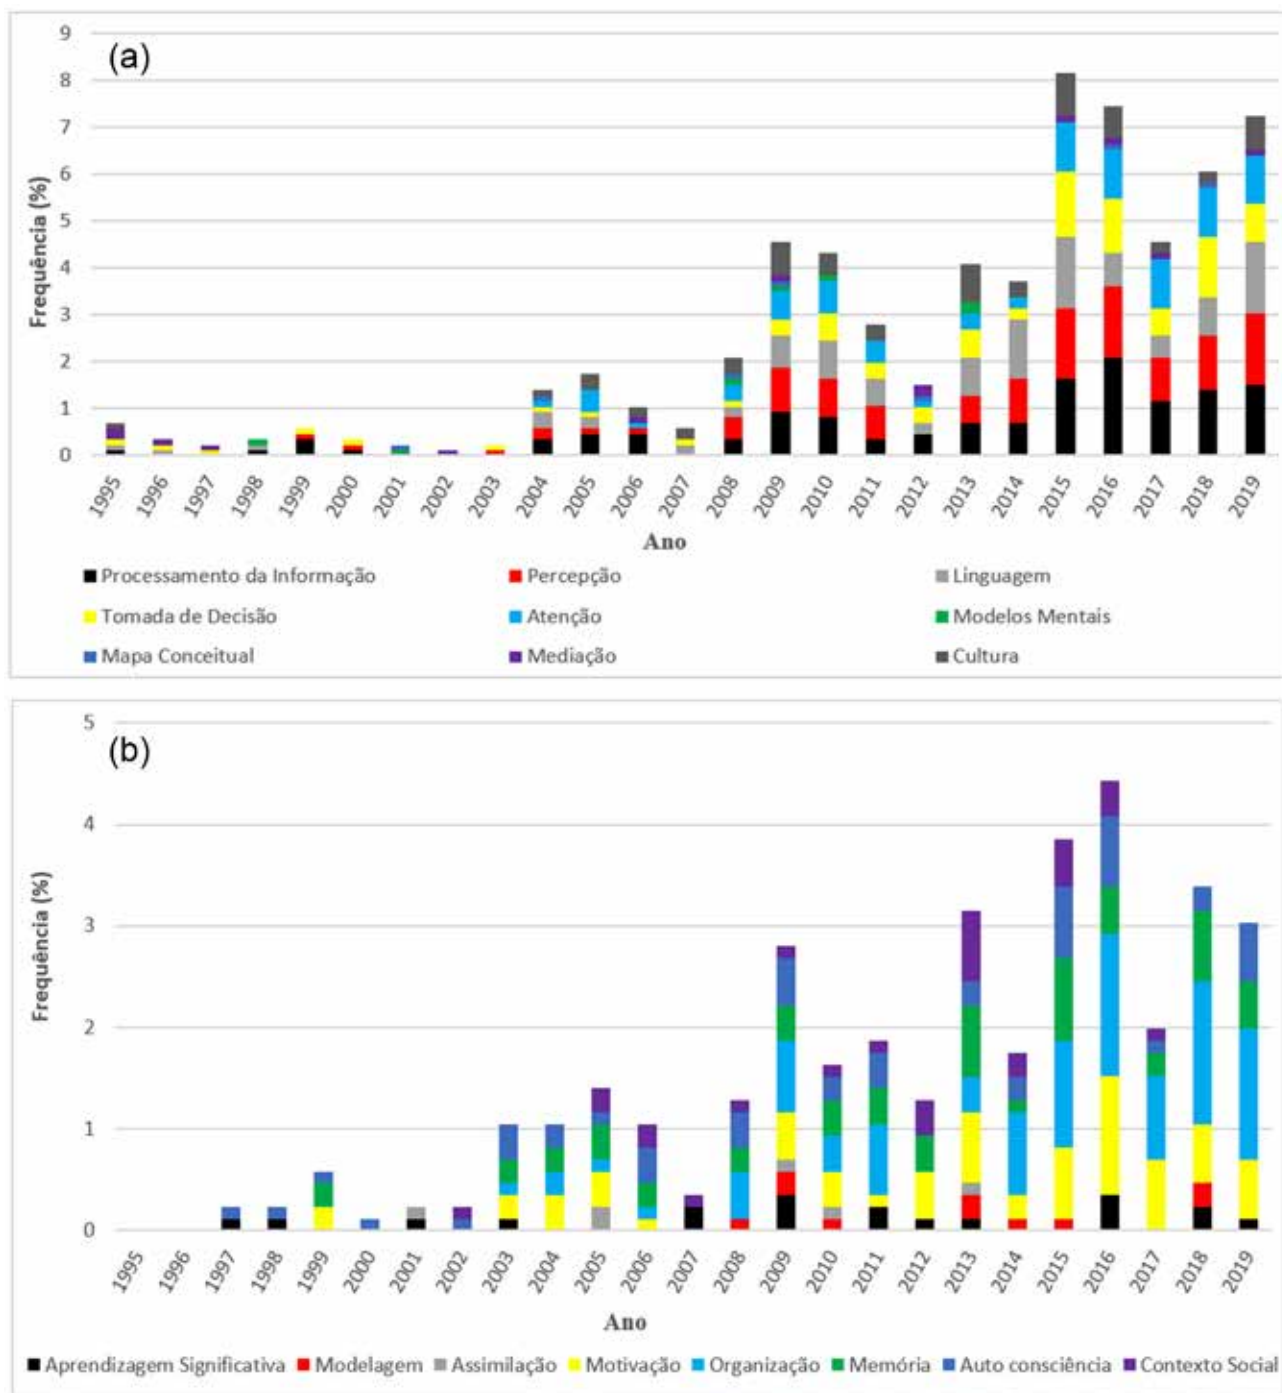 (a)
Frequência (%)
9
8
7
6
5
4
3
2
1
0
1995 1996 1997 1998 1999 2000 2001 2002 2003 2004 2005 2006 2007 2008 2009 2010 2011 2012 2013 2014 2015 2016 2017 2018 2019
Ano
Processamento da Informação Percepção Linguagem
Tomada de Decisão Atenção Modelos Mentais
Mapa Conceitual Mediação Cultura
(b)
Frequência (%)
5
4
3
2
1
0
1995 1996 1997 1998 1999 2000 2001 2002 2003 2004 2005 2006 2007 2008 2009 2010 2011 2012 2013 2014 2015 2016 2017 2018 2019
Ano
Aprendizagem Significativa Modelagem Assimilação Motivação Organização Memória Auto consciência Contexto Social